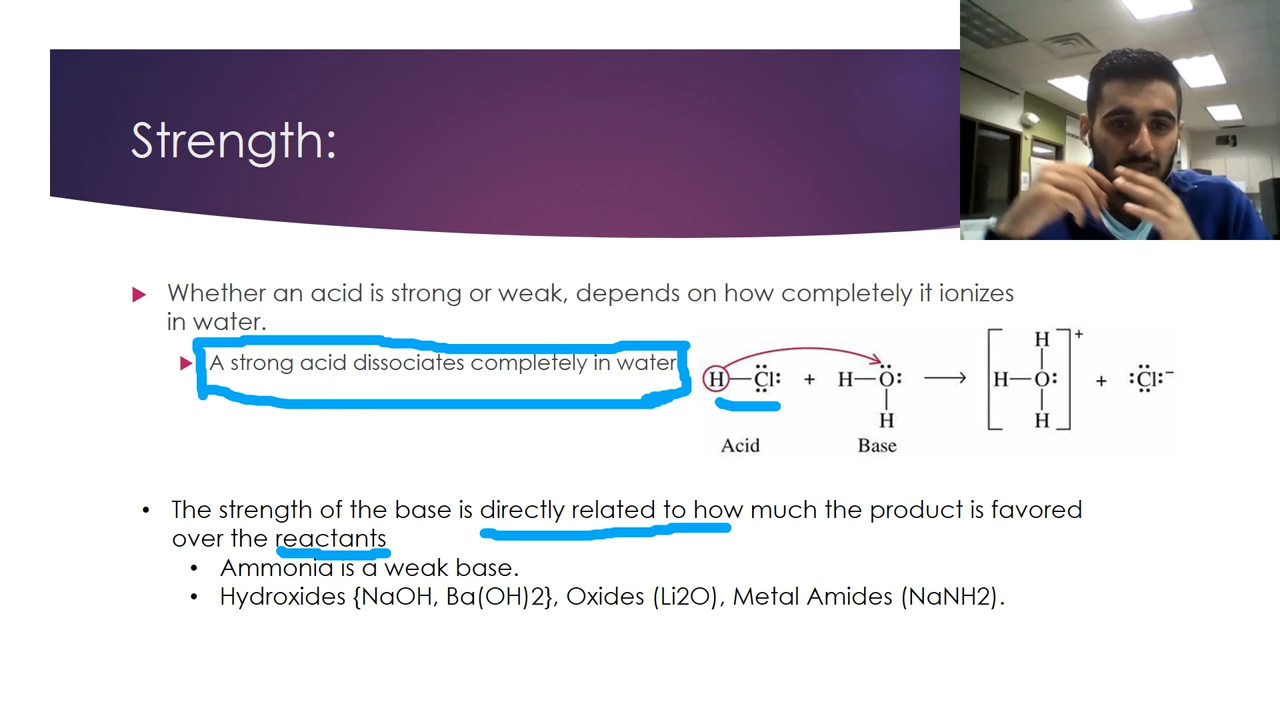 Strength:
Whether an acid is strong or weak, depends on how completely it ionizes
in water.
A strong acid dissociates completely in water
H—Cl: + H—O: ⟶ [H—O:]+ + :Cl:−
H
H
H
Acid Base
The strength of the base is directly related to how much the product is favored
over the reactants
Ammonia is a weak base.
Hydroxides {NaOH, Ba(OH)2}, Oxides (Li2O), Metal Amides (NaNH2).